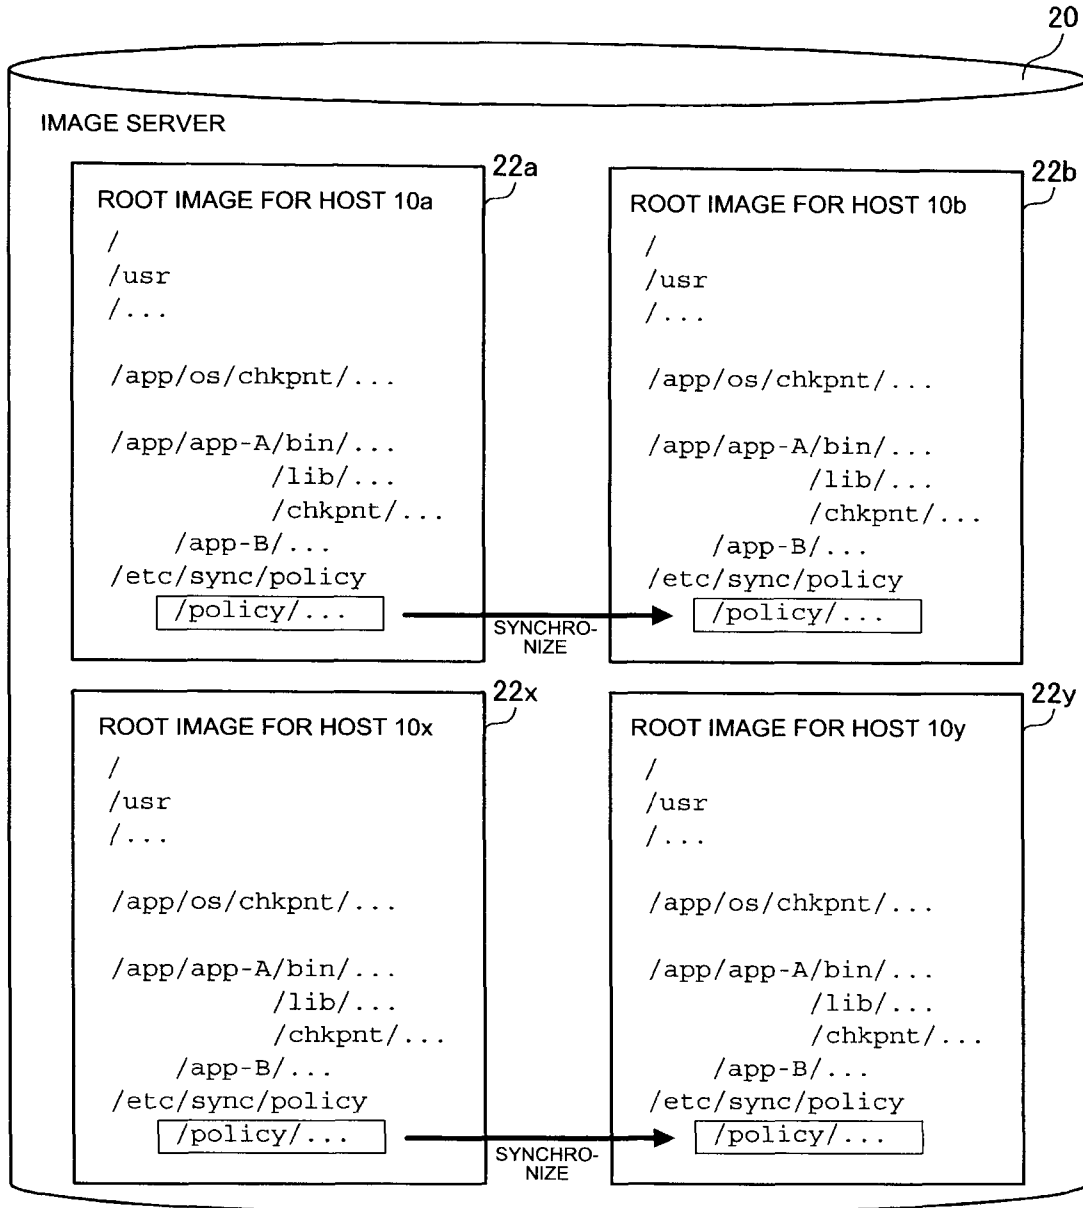 20
IMAGE SERVER
22a
ROOT IMAGE FOR HOST 10a
/
/usr
/...
/app/os/chkpnt/...
/app/app-A/bin/...
/lib/...
/chkpnt/...
/app-B/...
/etc/sync/policy
/policy/...
SYNCHRO-
NIZE
22b
ROOT IMAGE FOR HOST 10b
/
/usr
/...
/app/os/chkpnt/...
/app/app-A/bin/...
/lib/...
/chkpnt/...
/app-B/...
/etc/sync/policy
/policy/...
22x
ROOT IMAGE FOR HOST 10x
/
/usr
/...
/app/os/chkpnt/...
/app/app-A/bin/...
/lib/...
/chkpnt/...
/app-B/...
/etc/sync/policy
/policy/...
SYNCHRO-
NIZE
22y
ROOT IMAGE FOR HOST 10y
/
/usr
/...
/app/os/chkpnt/...
/app/app-A/bin/...
/lib/...
/chkpnt/...
/app-B/...
/etc/sync/policy
/policy/...